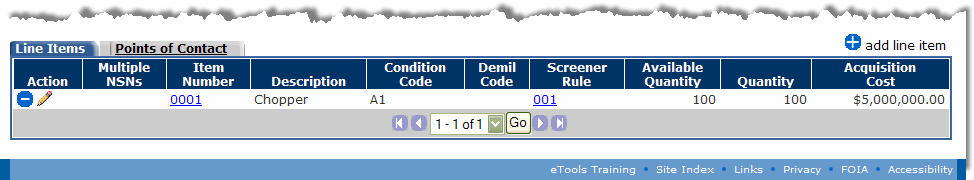 Line Items Points of Contact add line item
Action Multiple NSNs Item Number Description Condition Code Demil Code Screener Rule Available Quantity Quantity Acquisition Cost
0001 Chopper A1 001 100 100 $5,000,000.00
1 - 1 of 1 Go
eTools Training • Site Index • Links • Privacy • FOIA • Accessibility